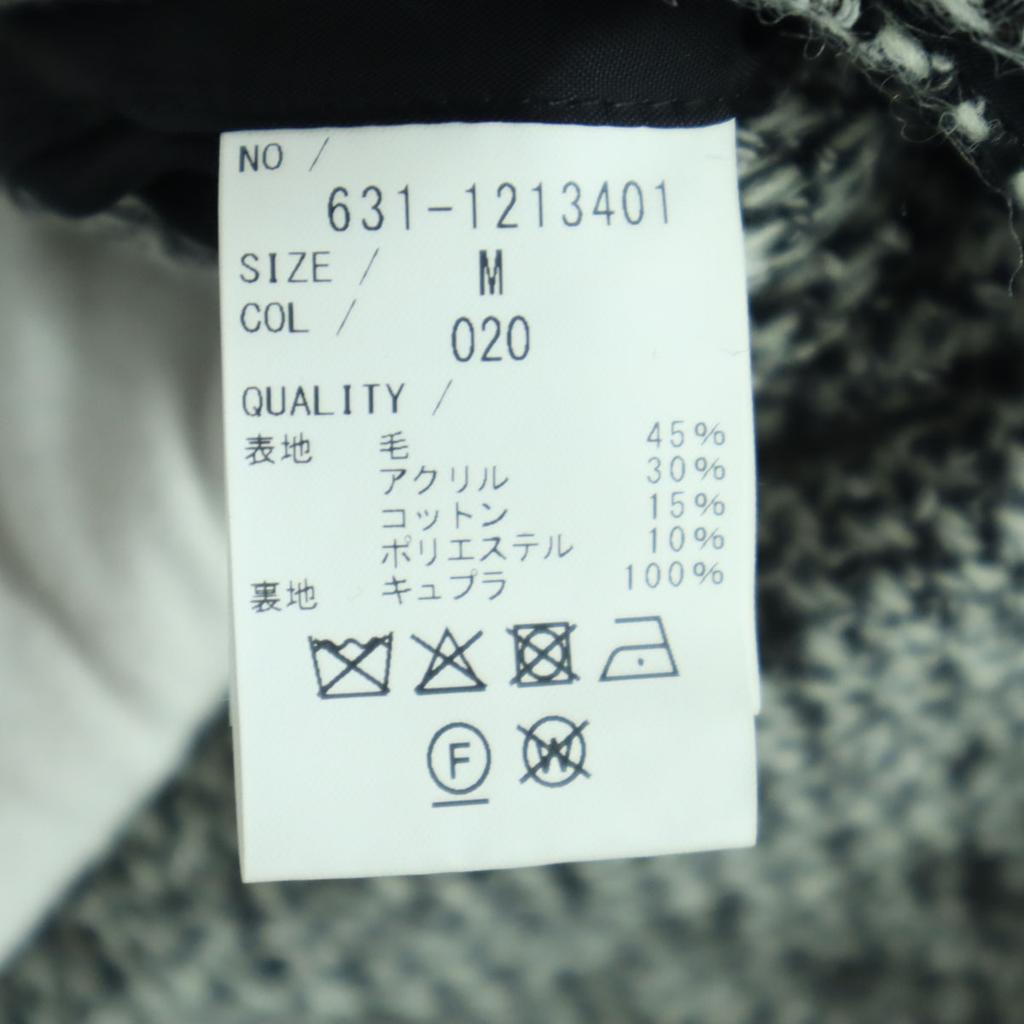 NO /
631-1213401
SIZE / M
COL / 020
QUALITY /
表地 毛 45%
アクリル 30%
コットン 15%
ポリエステル 10%
裏地 キュプラ 100%
F W